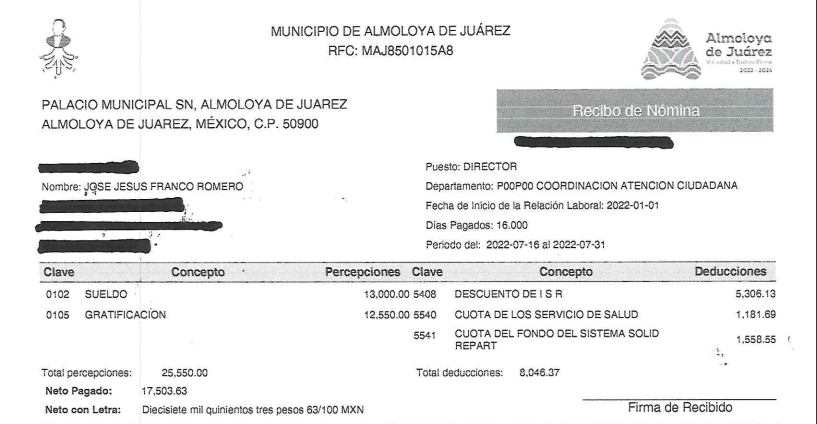 MUNICIPIO DE ALMOLOYA DE JUÁREZ
RFC: MAJ8501015A8
Almoloya
de Juárez
2022 - 2024
PALACIO MUNICIPAL SN, ALMOLOYA DE JUAREZ
ALMOLOYA DE JUAREZ, MÉXICO, C.P. 50900
Recibo de Nómina
Puesto: DIRECTOR
Nombre: JOSE JESUS FRANCO ROMERO
Departamento: P00P00 COORDINACION ATENCION CIUDADANA
Fecha de Inicio de la Relación Laboral: 2022-01-01
Días Pagados: 16.000
Periodo del: 2022-07-16 al 2022-07-31
Clave Concepto Percepciones Clave Concepto Deducciones
0102 SUELDO 13,000.00 5408 DESCUENTO DE I S R 5,306.13
0105 GRATIFICACION 12,550.00 5540 CUOTA DE LOS SERVICIO DE SALUD 1,181.69
5541 CUOTA DEL FONDO DEL SISTEMA SOLID
REPART 1,558.55
Total percepciones: 25,550.00 Total deducciones: 8,046.37
Neto Pagado: 17,503.63
Neto con Letra: Diecisiete mil quinientos tres pesos 63/100 MXN
Firma de Recibido